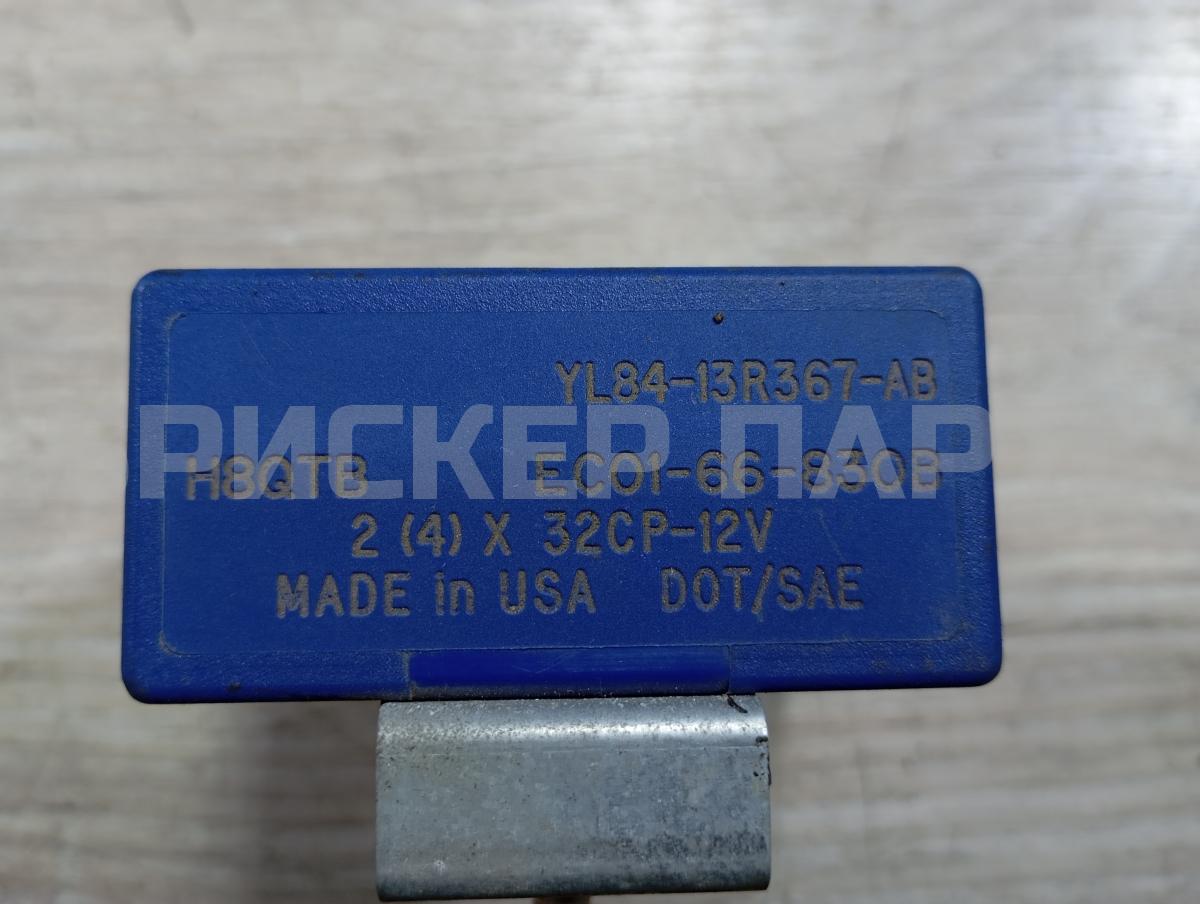 YL84-13R367-AB
РИСКЕР ПАР
H8QTB EC01-66-830B
2 (4) X 32CP-12V
MADE in USA DOT/SAE